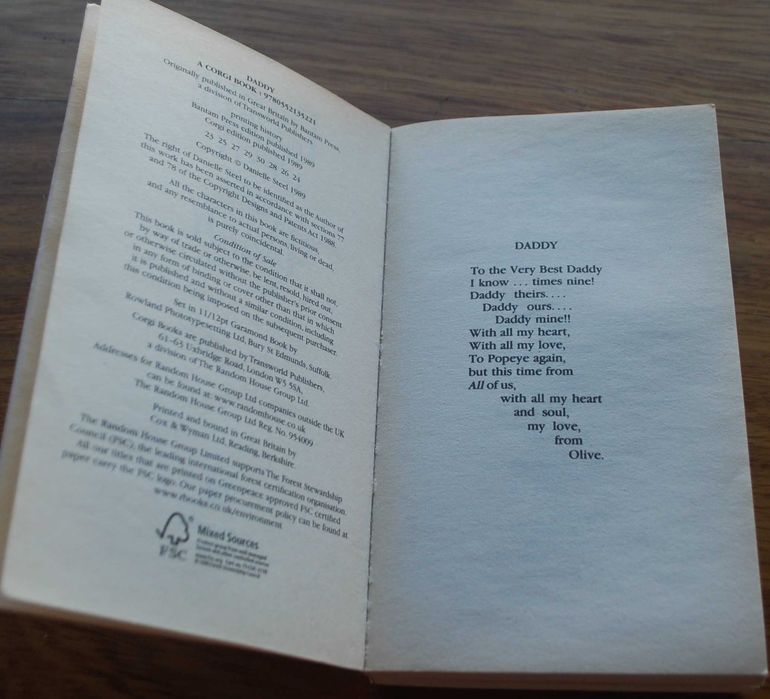 DADDY
A CORGI BOOK : 9780552135221
Originally published in Great Britain by Bantam Press,
a division of Transworld Publishers
printing history
Bantam Press edition published 1989
Corgi edition published 1989
23 25 27 29 30 28 26 24
Copyright © Danielle Steel 1989
The right of Danielle Steel to be identified as the Author of
this work has been asserted in accordance with sections 77
and 78 of the Copyright Designs and Patents Act 1988.
All the characters in this book are fictitious,
and any resemblance to actual persons, living or dead,
is purely coincidental.
Condition of Sale
This book is sold subject to the condition that it shall not,
by way of trade or otherwise, be lent, resold, hired out,
or otherwise circulated without the publisher's prior consent
in any form of binding or cover other than that in which
it is published and without a similar condition, including
this condition being imposed on the subsequent purchaser.
Set in 11/12pt Garamond Book by
Rowland Phototypesetting Ltd, Bury St Edmunds, Suffolk.
Corgi Books are published by Transworld Publishers,
61–63 Uxbridge Road, London W5 5SA,
a division of The Random House Group Ltd.
Addresses for Random House Group Ltd companies outside the UK
can be found at: www.randomhouse.co.uk
The Random House Group Ltd Reg. No. 954009
Printed and bound in Great Britain by
Cox & Wyman Ltd, Reading, Berkshire.
The Random House Group Limited supports The Forest Stewardship
Council (FSC), the leading international forest certification organisation.
All our titles that are printed on Greenpeace approved FSC certified
paper carry the FSC logo. Our paper procurement policy can be found at
www.rbooks.co.uk/environment
Mixed Sources
FSC
DADDY
To the Very Best Daddy
I know ... times nine!
Daddy theirs....
Daddy ours....
Daddy mine!!
With all my heart,
With all my love,
To Popeye again,
but this time from
All of us,
with all my heart
and soul,
my love,
from
Olive.